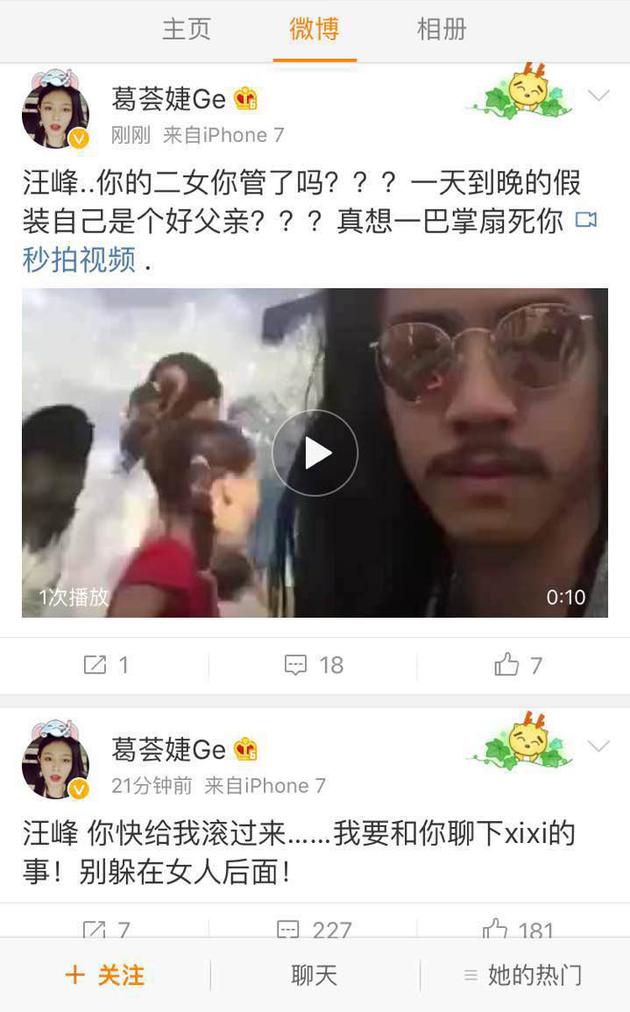 主页 微博 相册
葛荟婕Ge
刚刚 来自iPhone 7
汪峰..你的二女你管了吗？？？一天到晚的假
装自己是个好父亲？？？真想一巴掌扇死你
秒拍视频 .
1次播放 0:10
1 18 7
葛荟婕Ge
21分钟前 来自iPhone 7
汪峰 你快给我滚过来……我要和你聊下xixi的
事！别躲在女人后面！
7 227 181
+ 关注 聊天 她的热门